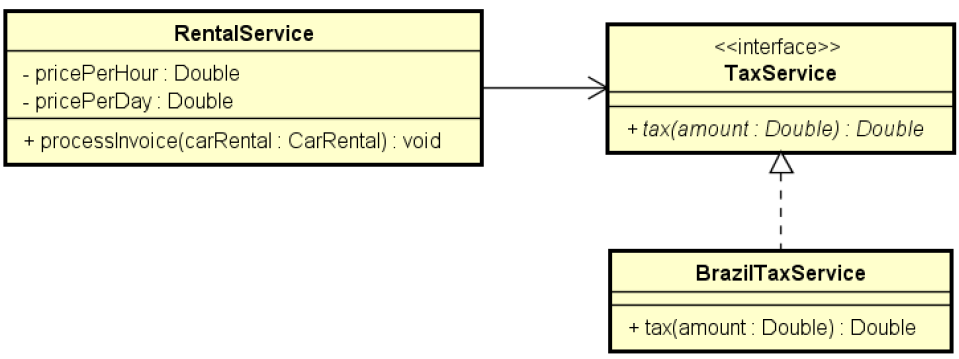 RentalService
- pricePerHour : Double
- pricePerDay : Double
+ processInvoice(carRental : CarRental) : void
<<interface>>
TaxService
+ tax(amount : Double) : Double
BrazilTaxService
+ tax(amount : Double) : Double